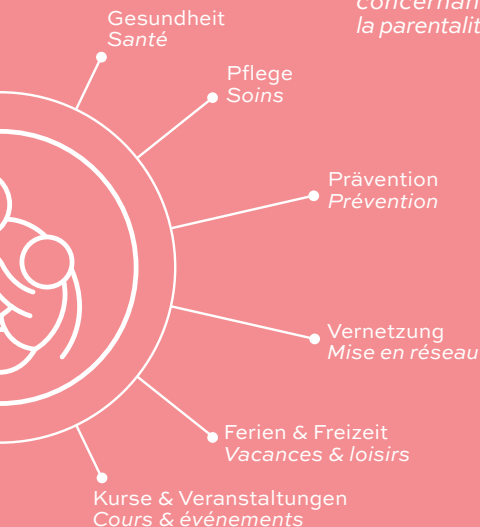 concernan
la parentalit
Gesundheit
Santé
Pflege
Soins
Prävention
Prévention
Vernetzung
Mise en réseau
Ferien & Freizeit
Vacances & loisirs
Kurse & Veranstaltungen
Cours & événements